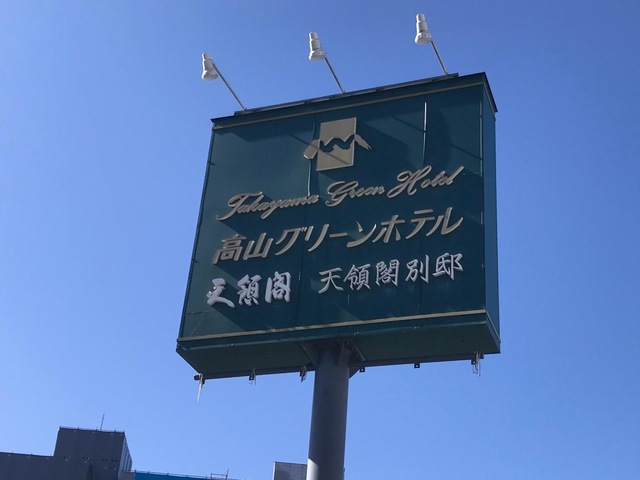 Takayama Green Hotel
高山グリーンホテル
天領閣 天領閣別邸